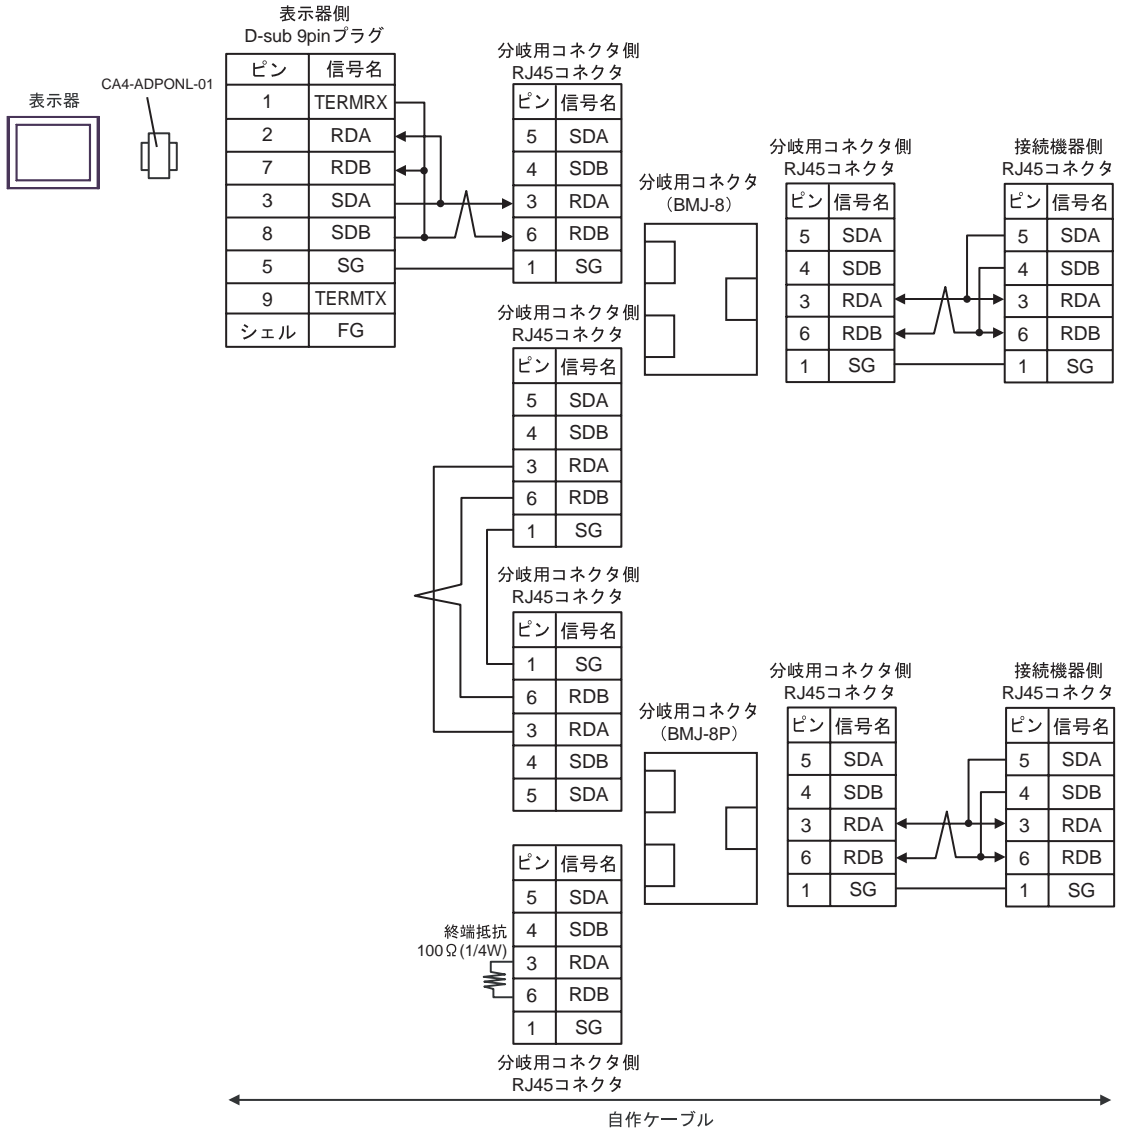 表示器側
D-sub 9pinプラグ
ピン 信号名
1 TERMRX
2 RDA
7 RDB
3 SDA
8 SDB
5 SG
9 TERMTX
シェル FG
表示器
CA4-ADPONL-01
分岐用コネクタ側
RJ45コネクタ
ピン 信号名
5 SDA
4 SDB
3 RDA
6 RDB
1 SG
分岐用コネクタ
(BMJ-8)
分岐用コネクタ側
RJ45コネクタ
ピン 信号名
5 SDA
4 SDB
3 RDA
6 RDB
1 SG
接続機器側
RJ45コネクタ
ピン 信号名
5 SDA
4 SDB
3 RDA
6 RDB
1 SG
分岐用コネクタ側
RJ45コネクタ
ピン 信号名
5 SDA
4 SDB
3 RDA
6 RDB
1 SG
分岐用コネクタ側
RJ45コネクタ
ピン 信号名
1 SG
6 RDB
3 RDA
4 SDB
5 SDA
分岐用コネクタ
(BMJ-8P)
分岐用コネクタ側
RJ45コネクタ
ピン 信号名
5 SDA
4 SDB
3 RDA
6 RDB
1 SG
接続機器側
RJ45コネクタ
ピン 信号名
5 SDA
4 SDB
3 RDA
6 RDB
1 SG
終端抵抗
100Ω(1/4W)
ピン 信号名
5 SDA
4 SDB
3 RDA
6 RDB
1 SG
分岐用コネクタ側
RJ45コネクタ
自作ケーブル